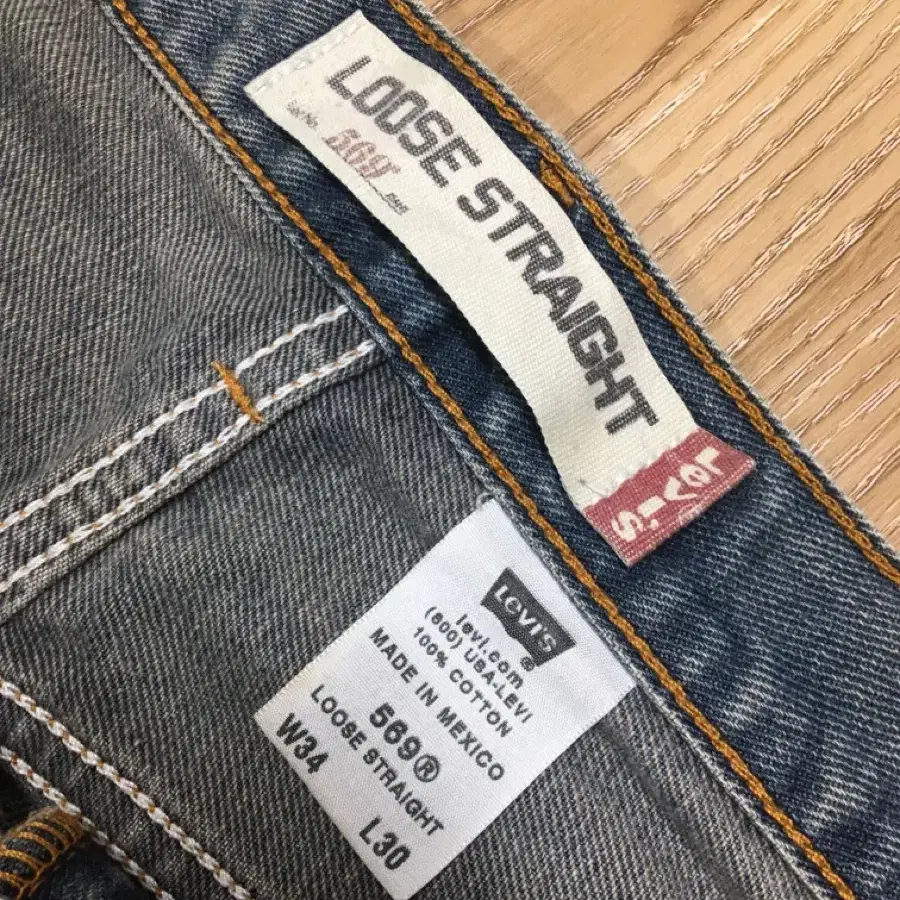 LOOSE STRAIGHT
569
Levi's
LEVI'S®
levi.com
(800) USA-LEVI
100% COTTON
MADE IN MEXICO
569®
LOOSE STRAIGHT
W34 L30